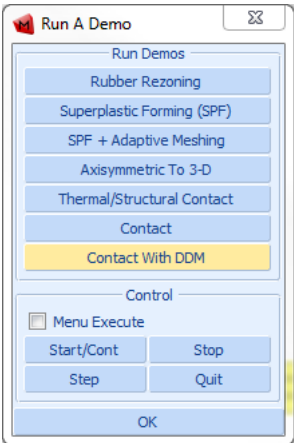 Run A Demo
Run Demos
Rubber Rezoning
Superplastic Forming (SPF)
SPF + Adaptive Meshing
Axisymmetric To 3-D
Thermal/Structural Contact
Contact
Contact With DDM
Control
Menu Execute
Start/Cont Stop
Step Quit
OK